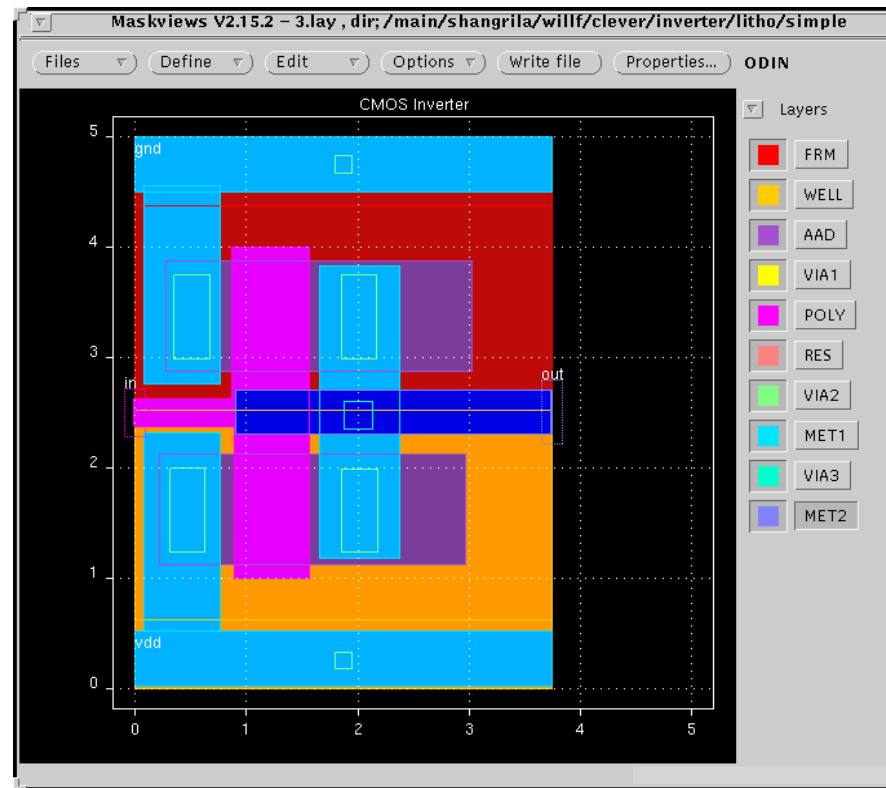 Maskviews V2.15.2 – 3.lay , dir; /main/shangrila/willf/clever/inverter/litho/simple
Files Define Edit Options Write file Properties... ODIN
CMOS Inverter
Layers
FRM
WELL
AAD
VIA1
POLY
RES
VIA2
MET1
VIA3
MET2
5
gnd
4
3
in
out
2
1
vdd
0
0 1 2 3 4 5